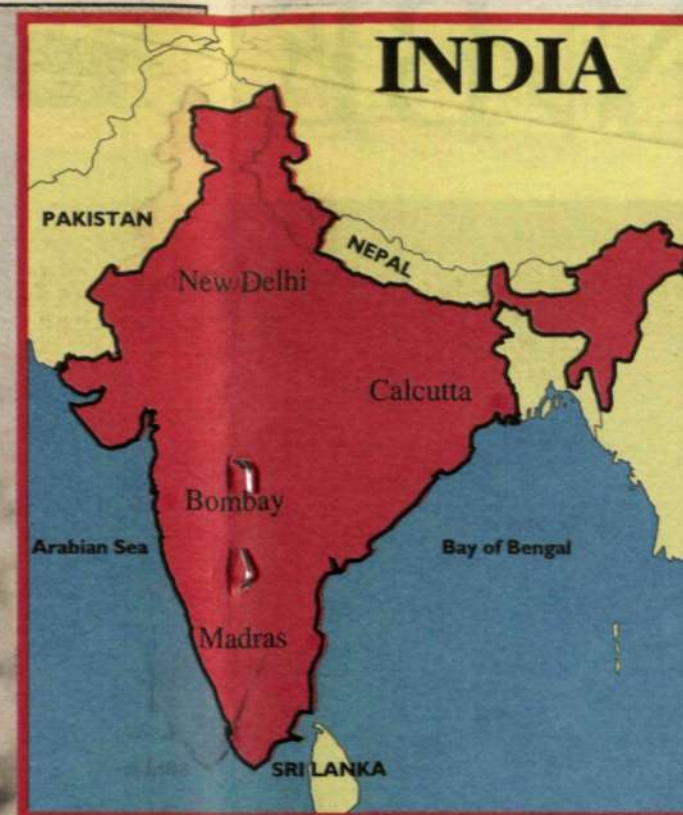 INDIA
PAKISTAN
NEPAL
New Delhi
Calcutta
Bombay
Arabian Sea
Bay of Bengal
Madras
SRI LANKA